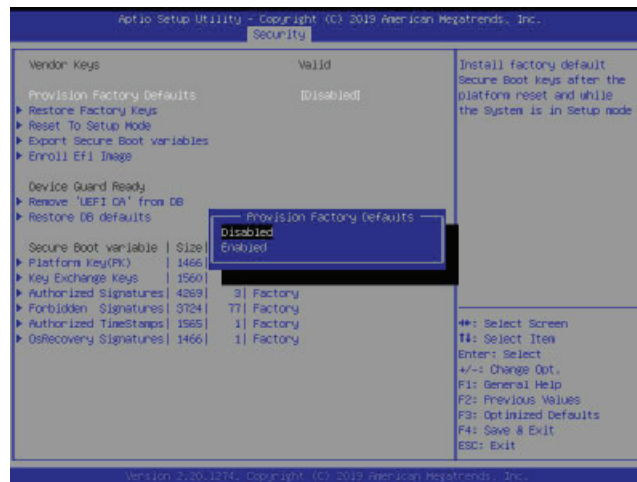 Aptio Setup Utility - Copyright (C) 2019 American Megatrends, Inc.
Security
Vendor Keys Valid
Provision Factory Defaults [Disabled]
Restore Factory Keys
Reset To Setup Mode
Export Secure Boot variables
Enroll Efi Image
Device Guard Ready
Remove 'UEFI CA' from DB
Restore DB defaults
Secure Boot variable | Size|
Platform Key(PK) | 1466|
Key Exchange Keys | 1560|
Authorized Signatures| 4269| 3| Factory
Forbidden Signatures| 3724| 77| Factory
Authorized TimeStamps| 1565| 1| Factory
OsRecovery Signatures| 1466| 1| Factory
Provision Factory Defaults
Disabled
Enabled
Install factory default
Secure Boot keys after the
platform reset and while
the System is in Setup mode
→←: Select Screen
↑↓: Select Item
Enter: Select
+/-: Change Opt.
F1: General Help
F2: Previous Values
F3: Optimized Defaults
F4: Save & Exit
ESC: Exit
Version 2.20.1274. Copyright (C) 2019 American Megatrends, Inc.